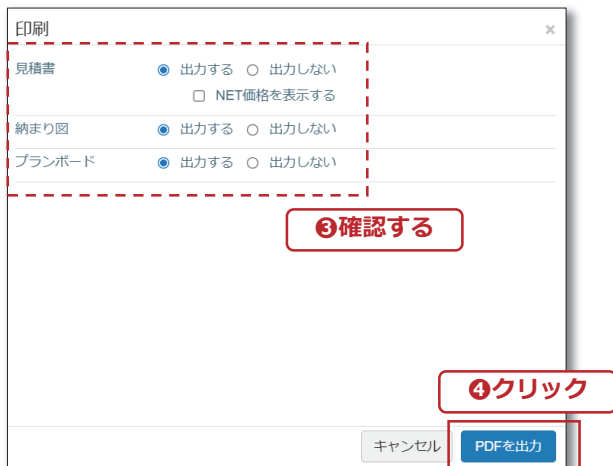 印刷 ×
見積書 出力する 出力しない
NET価格を表示する
納まり図 出力する 出力しない
プランボード 出力する 出力しない
❸確認する
❹クリック
キャンセル PDFを出力